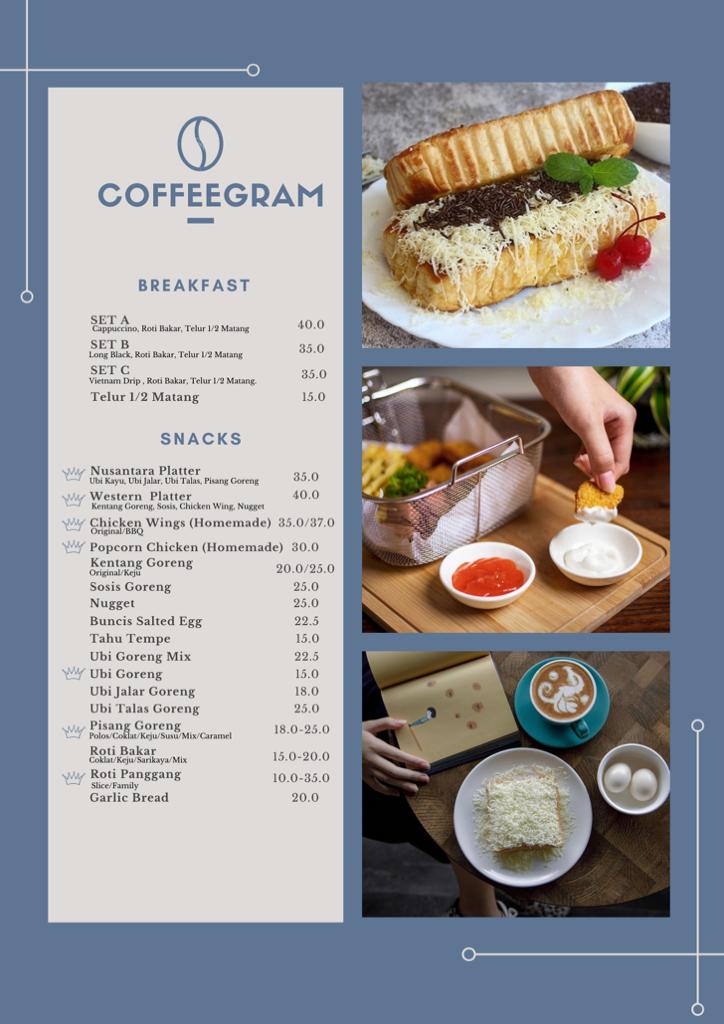 COFFEEGRAM
BREAKFAST
SET A 40.0
Cappuccino, Roti Bakar, Telur 1/2 Matang
SET B 35.0
Long Black, Roti Bakar, Telur 1/2 Matang
SET C 35.0
Vietnam Drip , Roti Bakar, Telur 1/2 Matang.
Telur 1/2 Matang 15.0
SNACKS
Nusantara Platter 35.0
Ubi Kayu, Ubi Jalar, Ubi Talas, Pisang Goreng
Western Platter 40.0
Kentang Goreng, Sosis, Chicken Wing, Nugget
Chicken Wings (Homemade) 35.0/37.0
Original/BBQ
Popcorn Chicken (Homemade) 30.0
Kentang Goreng 20.0/25.0
Original/Keju
Sosis Goreng 25.0
Nugget 25.0
Buncis Salted Egg 22.5
Tahu Tempe 15.0
Ubi Goreng Mix 22.5
Ubi Goreng 15.0
Ubi Jalar Goreng 18.0
Ubi Talas Goreng 25.0
Pisang Goreng 18.0-25.0
Polos/Coklat/Keju/Susu/Mix/Caramel
Roti Bakar 15.0-20.0
Coklat/Keju/Sarikaya/Mix
Roti Panggang 10.0-35.0
Slice/Family
Garlic Bread 20.0